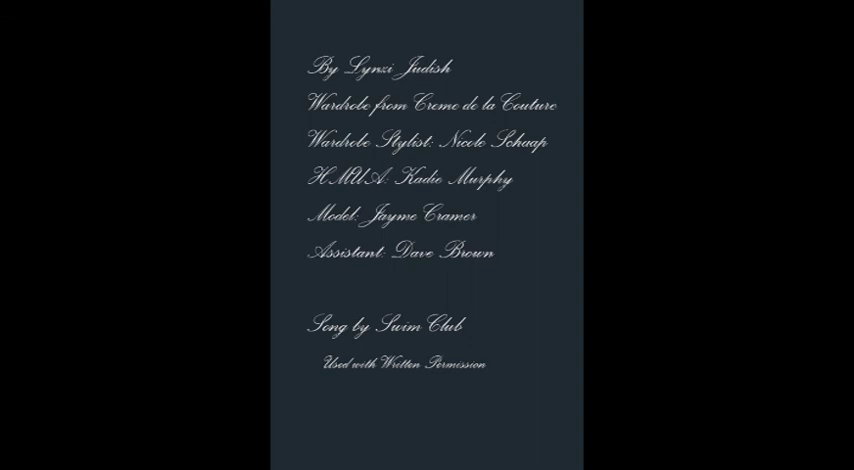 By Lynzi Judish
Wardrobe from Creme de la Couture
Wardrobe Stylist: Nicole Schaap
HMUA: Kadie Murphy
Model: Jayme Cramer
Assistant: Dave Brown
Song by Swim Club
Used with Written Permission